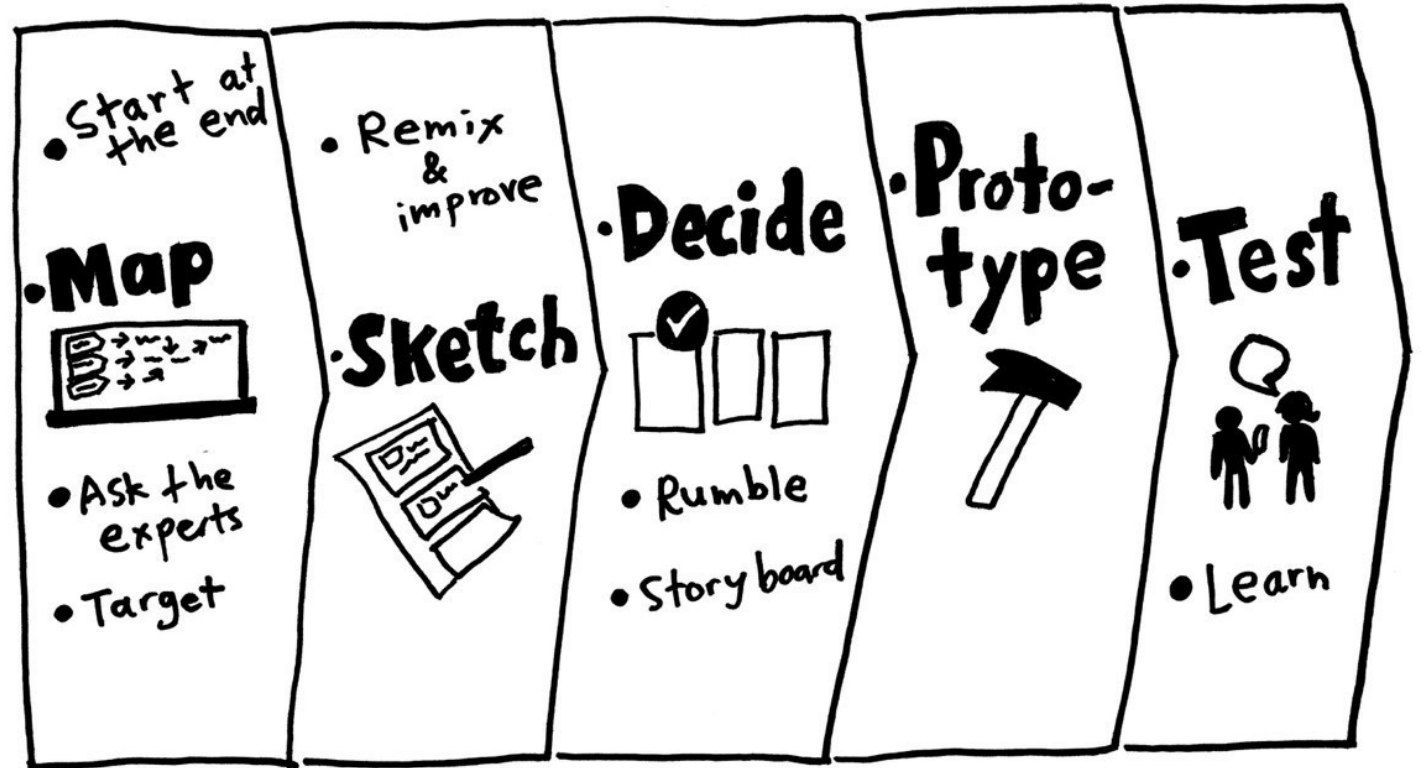 • Start at
the end
• Map
• Ask the
experts
• Target
• Remix
&
improve
• Sketch
• Decide
• Rumble
• Storyboard
• Proto-
type
• Test
• Learn